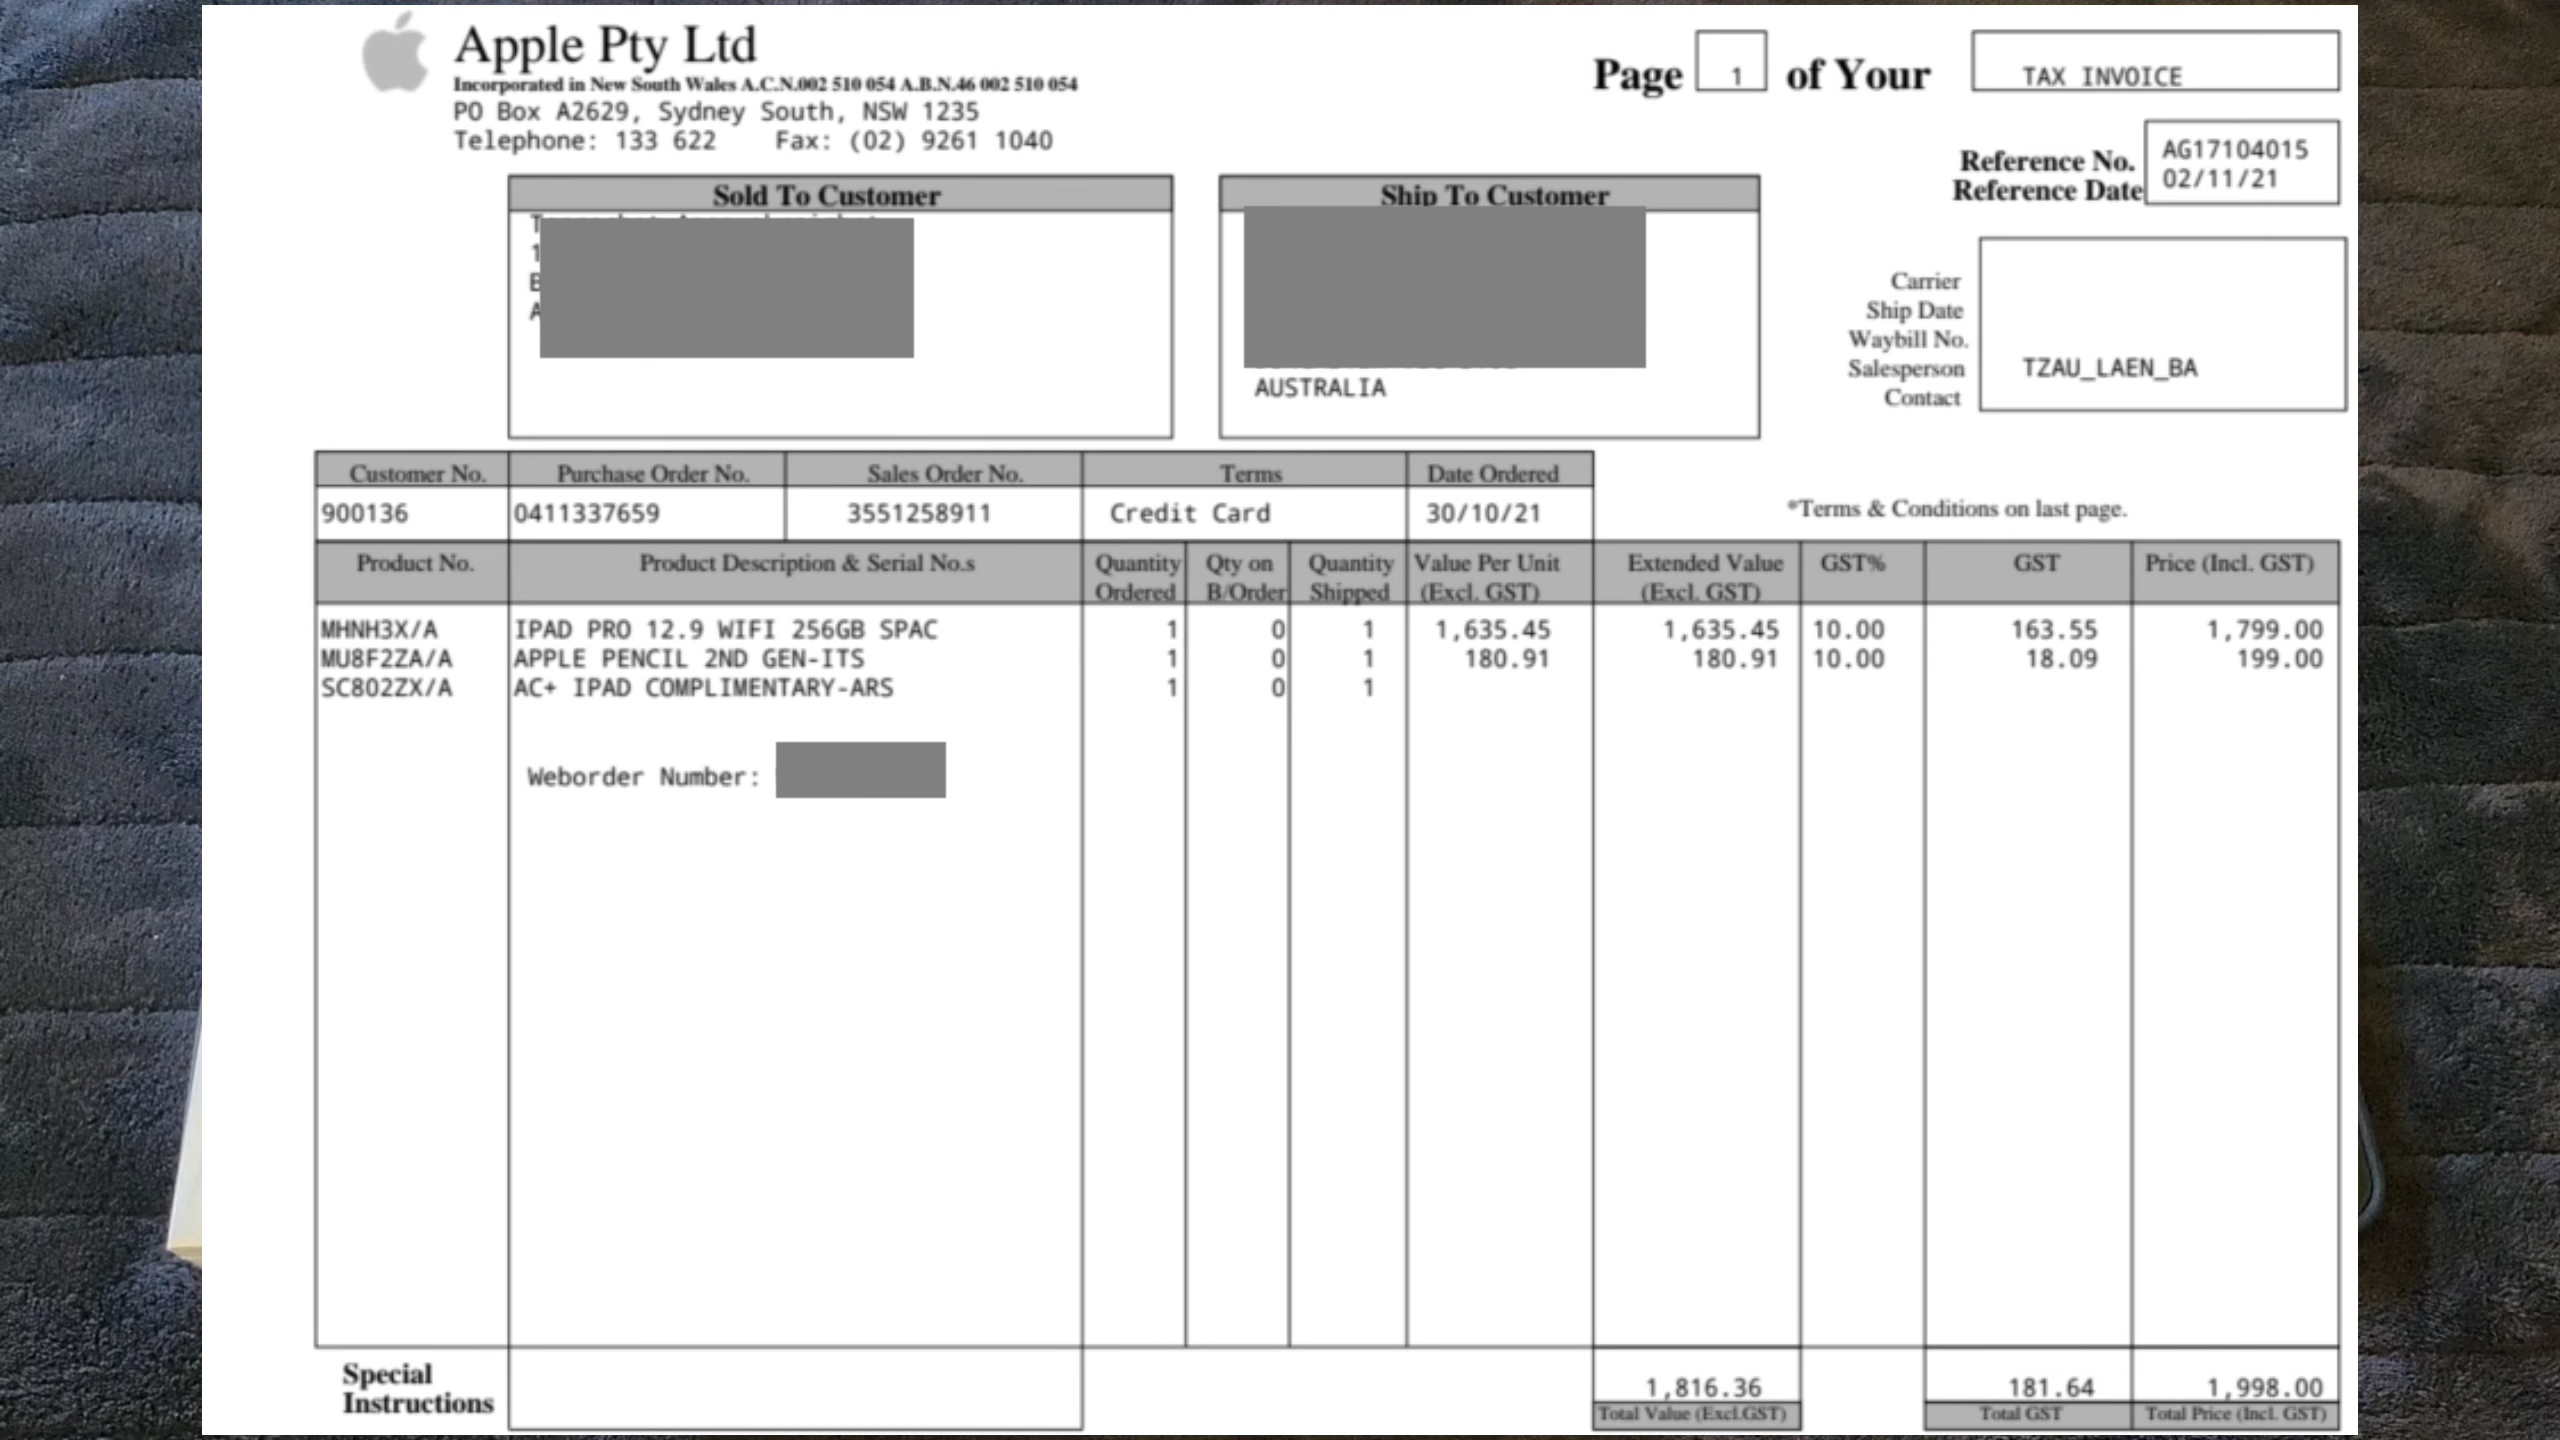 Apple Pty Ltd
Incorporated in New South Wales A.C.N.002 510 054 A.B.N.46 002 510 054
PO Box A2629, Sydney South, NSW 1235
Telephone: 133 622 Fax: (02) 9261 1040
Page 1 of Your TAX INVOICE
Reference No. AG17104015
Reference Date 02/11/21
Sold To Customer
Ship To Customer
AUSTRALIA
Carrier
Ship Date
Waybill No.
Salesperson TZAU_LAEN_BA
Contact
Customer No. Purchase Order No. Sales Order No. Terms Date Ordered
900136 0411337659 3551258911 Credit Card 30/10/21
*Terms & Conditions on last page.
Product No. Product Description & Serial No.s Quantity Ordered Qty on B/Order Quantity Shipped Value Per Unit (Excl. GST) Extended Value (Excl. GST) GST% GST Price (Incl. GST)
MHNH3X/A IPAD PRO 12.9 WIFI 256GB SPAC 1 0 1 1,635.45 1,635.45 10.00 163.55 1,799.00
MU8F2ZA/A APPLE PENCIL 2ND GEN-ITS 1 0 1 180.91 180.91 10.00 18.09 199.00
SC802ZX/A AC+ IPAD COMPLIMENTARY-ARS 1 0 1
Weborder Number:
Special Instructions
1,816.36 181.64 1,998.00
Total Value (Excl.GST) Total GST Total Price (Incl. GST)